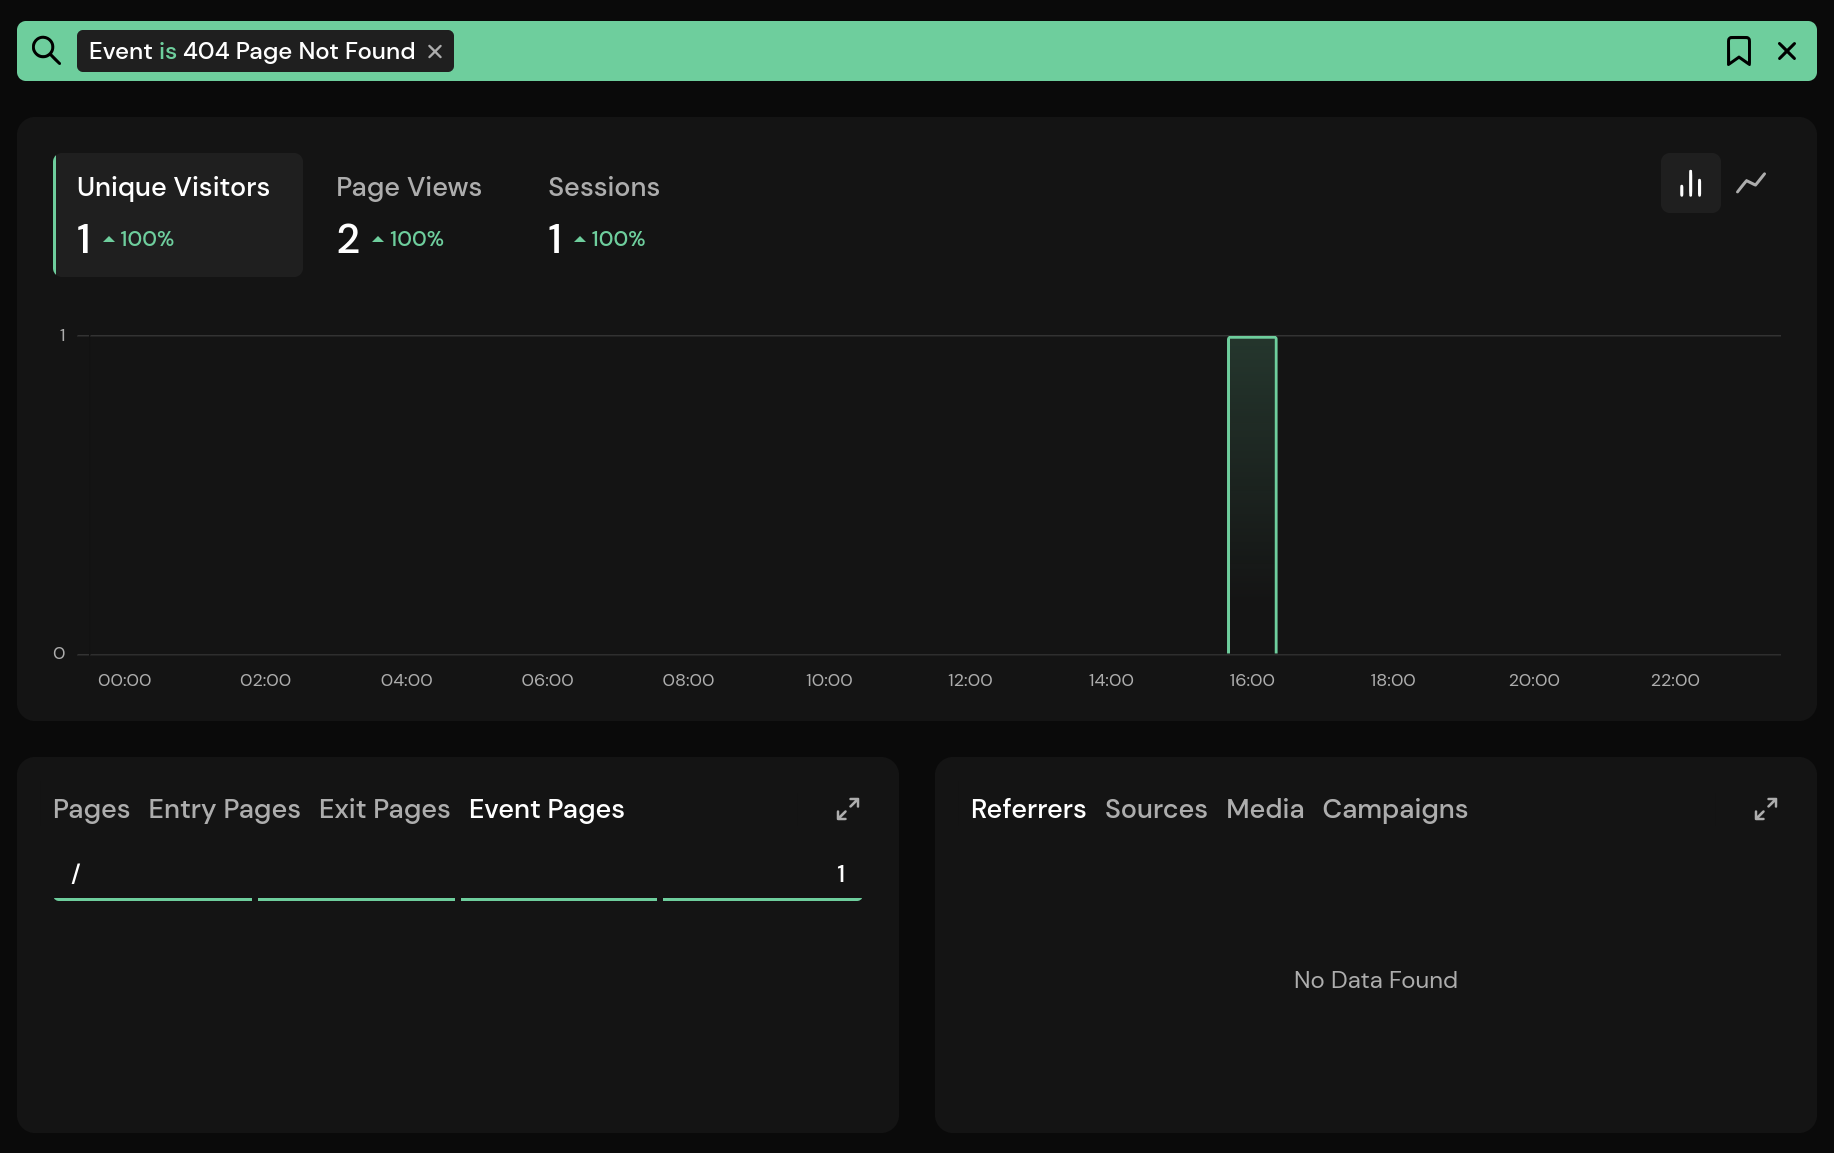 Event is 404 Page Not Found
Unique Visitors
1 100%
Page Views
2 100%
Sessions
1 100%
1
0
00:00 02:00 04:00 06:00 08:00 10:00 12:00 14:00 16:00 18:00 20:00 22:00
Pages Entry Pages Exit Pages Event Pages
/ 1
Referrers Sources Media Campaigns
No Data Found